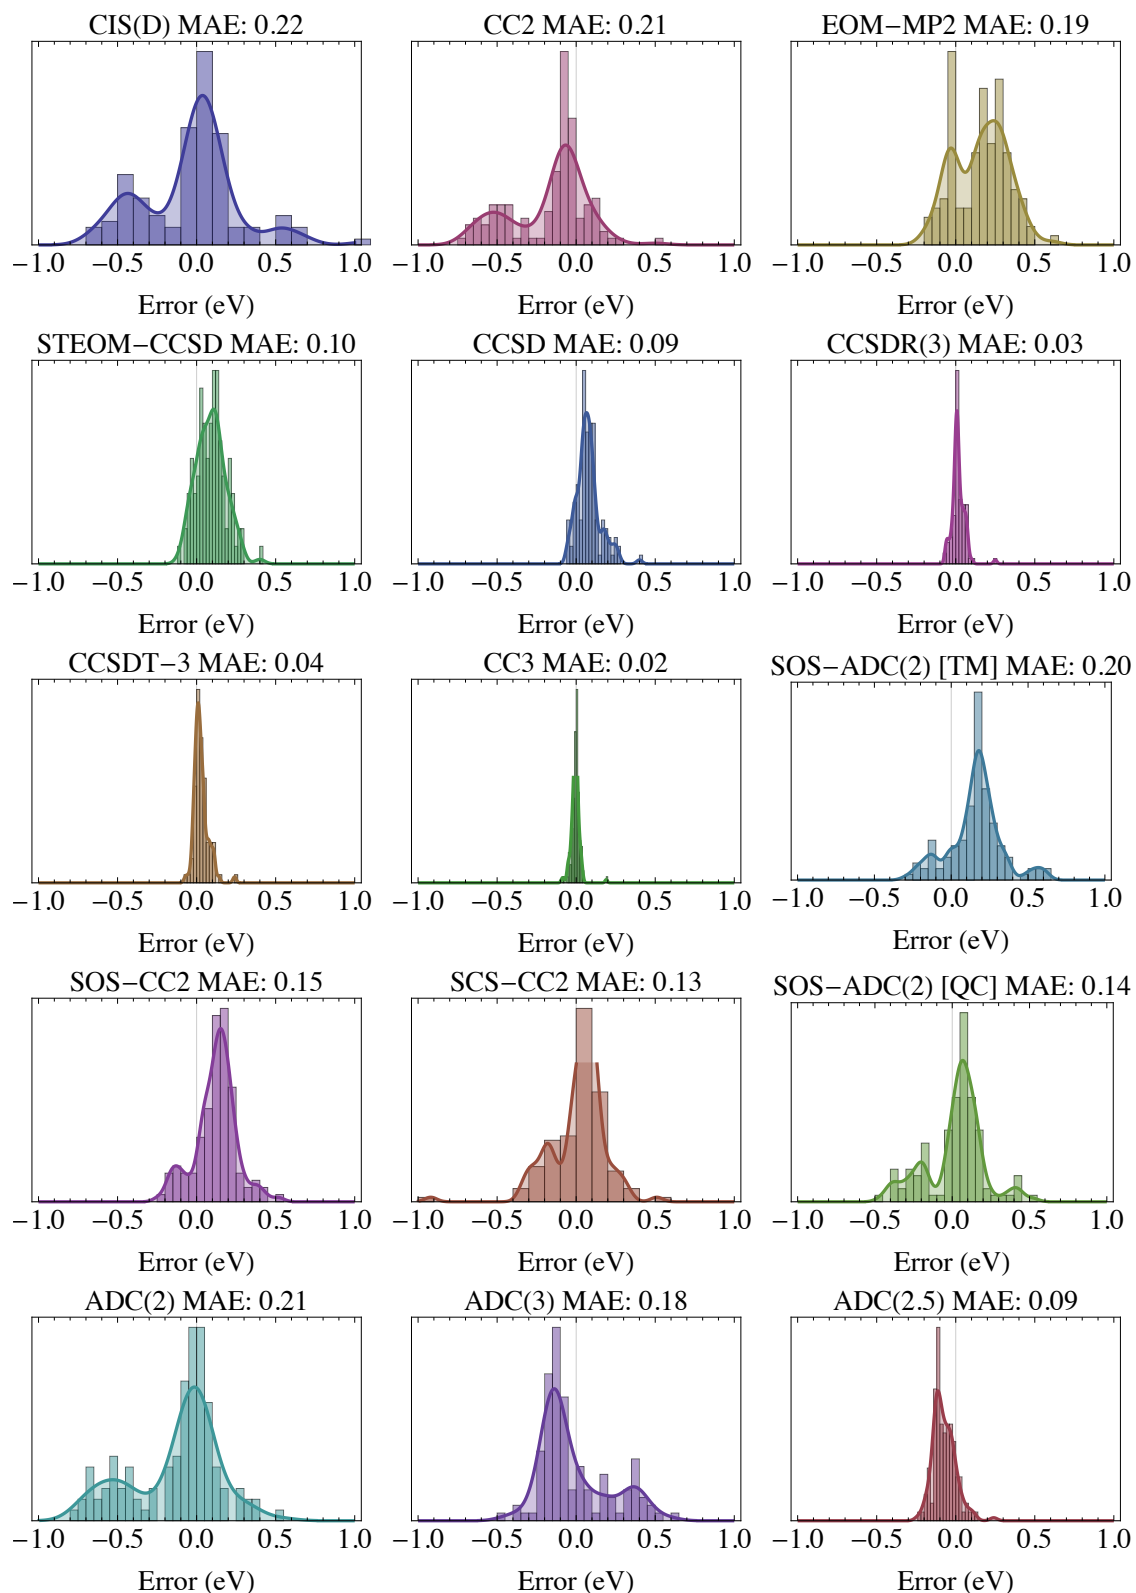 CIS(D) MAE: 0.22
CC2 MAE: 0.21
EOM−MP2 MAE: 0.19
−1.0 −0.5 0.0 0.5 1.0
−1.0 −0.5 0.0 0.5 1.0
−1.0 −0.5 0.0 0.5 1.0
Error (eV)
Error (eV)
Error (eV)
STEOM−CCSD MAE: 0.10
CCSD MAE: 0.09
CCSDR(3) MAE: 0.03
−1.0 −0.5 0.0 0.5 1.0
−1.0 −0.5 0.0 0.5 1.0
−1.0 −0.5 0.0 0.5 1.0
Error (eV)
Error (eV)
Error (eV)
CCSDT−3 MAE: 0.04
CC3 MAE: 0.02
SOS−ADC(2) [TM] MAE: 0.20
−1.0 −0.5 0.0 0.5 1.0
−1.0 −0.5 0.0 0.5 1.0
−1.0 −0.5 0.0 0.5 1.0
Error (eV)
Error (eV)
Error (eV)
SOS−CC2 MAE: 0.15
SCS−CC2 MAE: 0.13
SOS−ADC(2) [QC] MAE: 0.14
−1.0 −0.5 0.0 0.5 1.0
−1.0 −0.5 0.0 0.5 1.0
−1.0 −0.5 0.0 0.5 1.0
Error (eV)
Error (eV)
Error (eV)
ADC(2) MAE: 0.21
ADC(3) MAE: 0.18
ADC(2.5) MAE: 0.09
−1.0 −0.5 0.0 0.5 1.0
−1.0 −0.5 0.0 0.5 1.0
−1.0 −0.5 0.0 0.5 1.0
Error (eV)
Error (eV)
Error (eV)